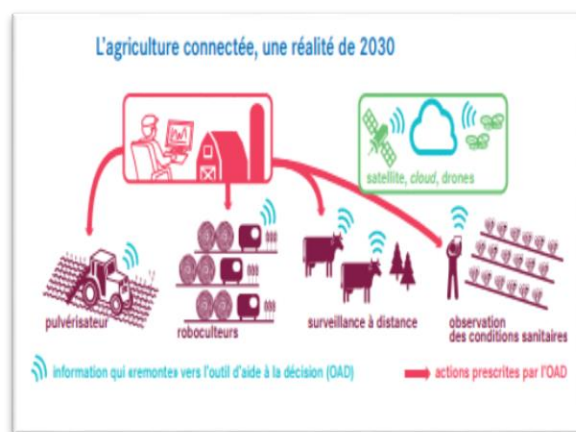 L'agriculture connectée, une réalité de 2030
satellite, cloud, drones
pulvérisateur
roboculteurs
surveillance à distance
observation
des conditions sanitaires
information qui «remonte» vers l'outil d'aide à la décision (OAD)
actions prescrites par l'OAD